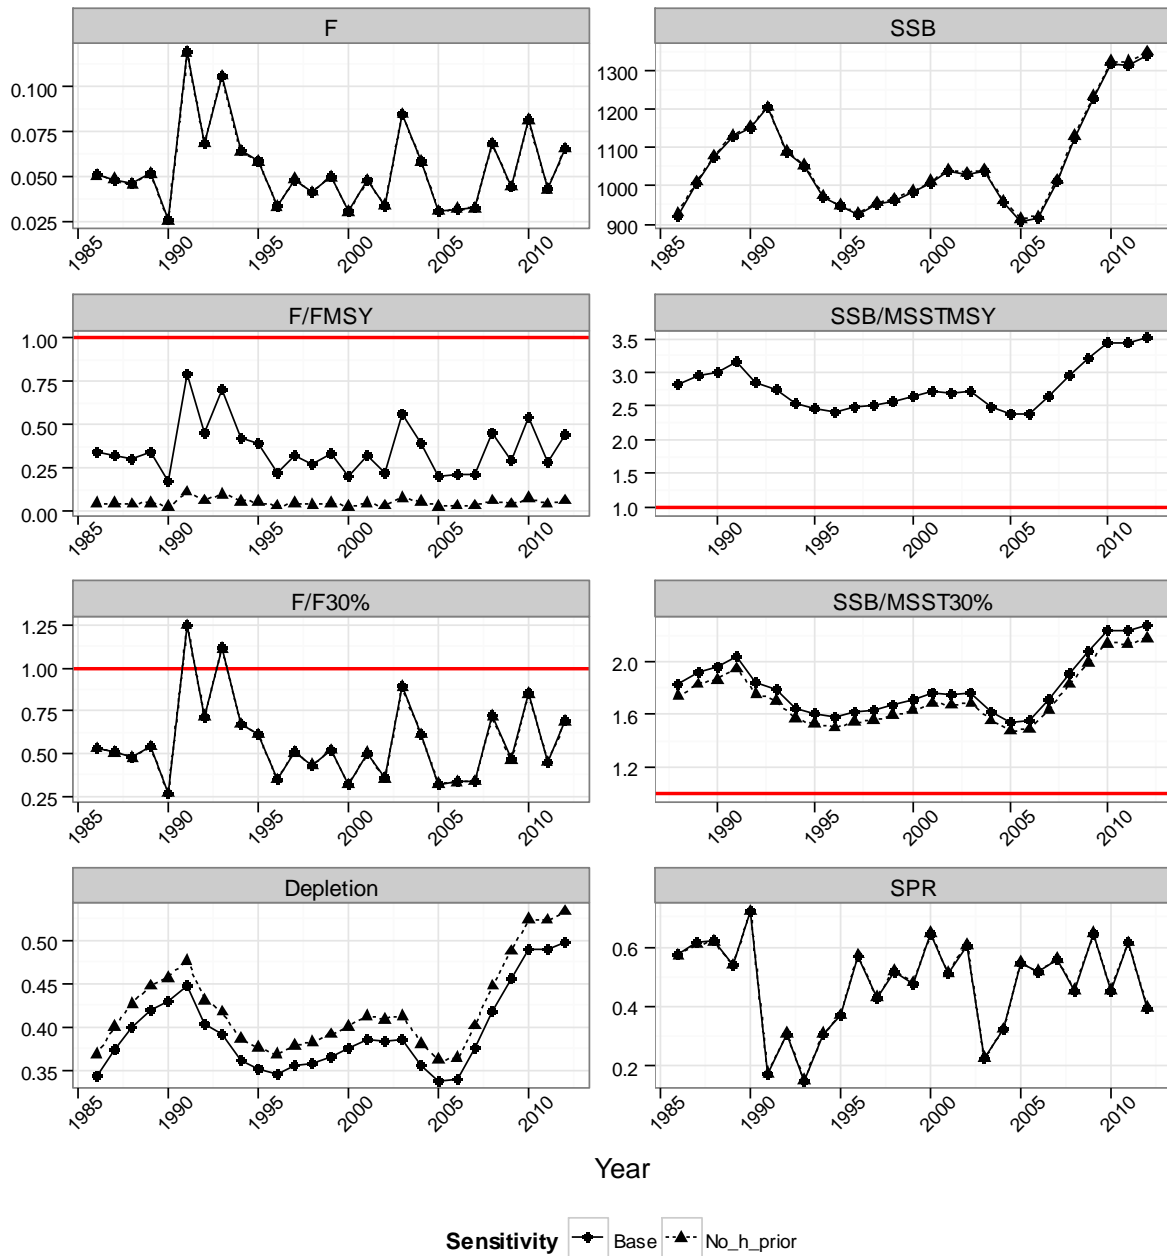 F
SSB
0.100
0.075
0.050
0.025
1300
1200
1100
1000
900
1985 1990 1995 2000 2005 2010
1985 1990 1995 2000 2005 2010
F/FMSY
SSB/MSSTMSY
1.00
0.75
0.50
0.25
0.00
3.5
3.0
2.5
2.0
1.5
1.0
1985 1990 1995 2000 2005 2010
1990 1995 2000 2005 2010
F/F30%
SSB/MSST30%
1.25
1.00
0.75
0.50
0.25
2.0
1.6
1.2
1985 1990 1995 2000 2005 2010
1990 1995 2000 2005 2010
Depletion
SPR
0.50
0.45
0.40
0.35
0.6
0.4
0.2
1985 1990 1995 2000 2005 2010
1985 1990 1995 2000 2005 2010
Year
Sensitivity Base No_h_prior